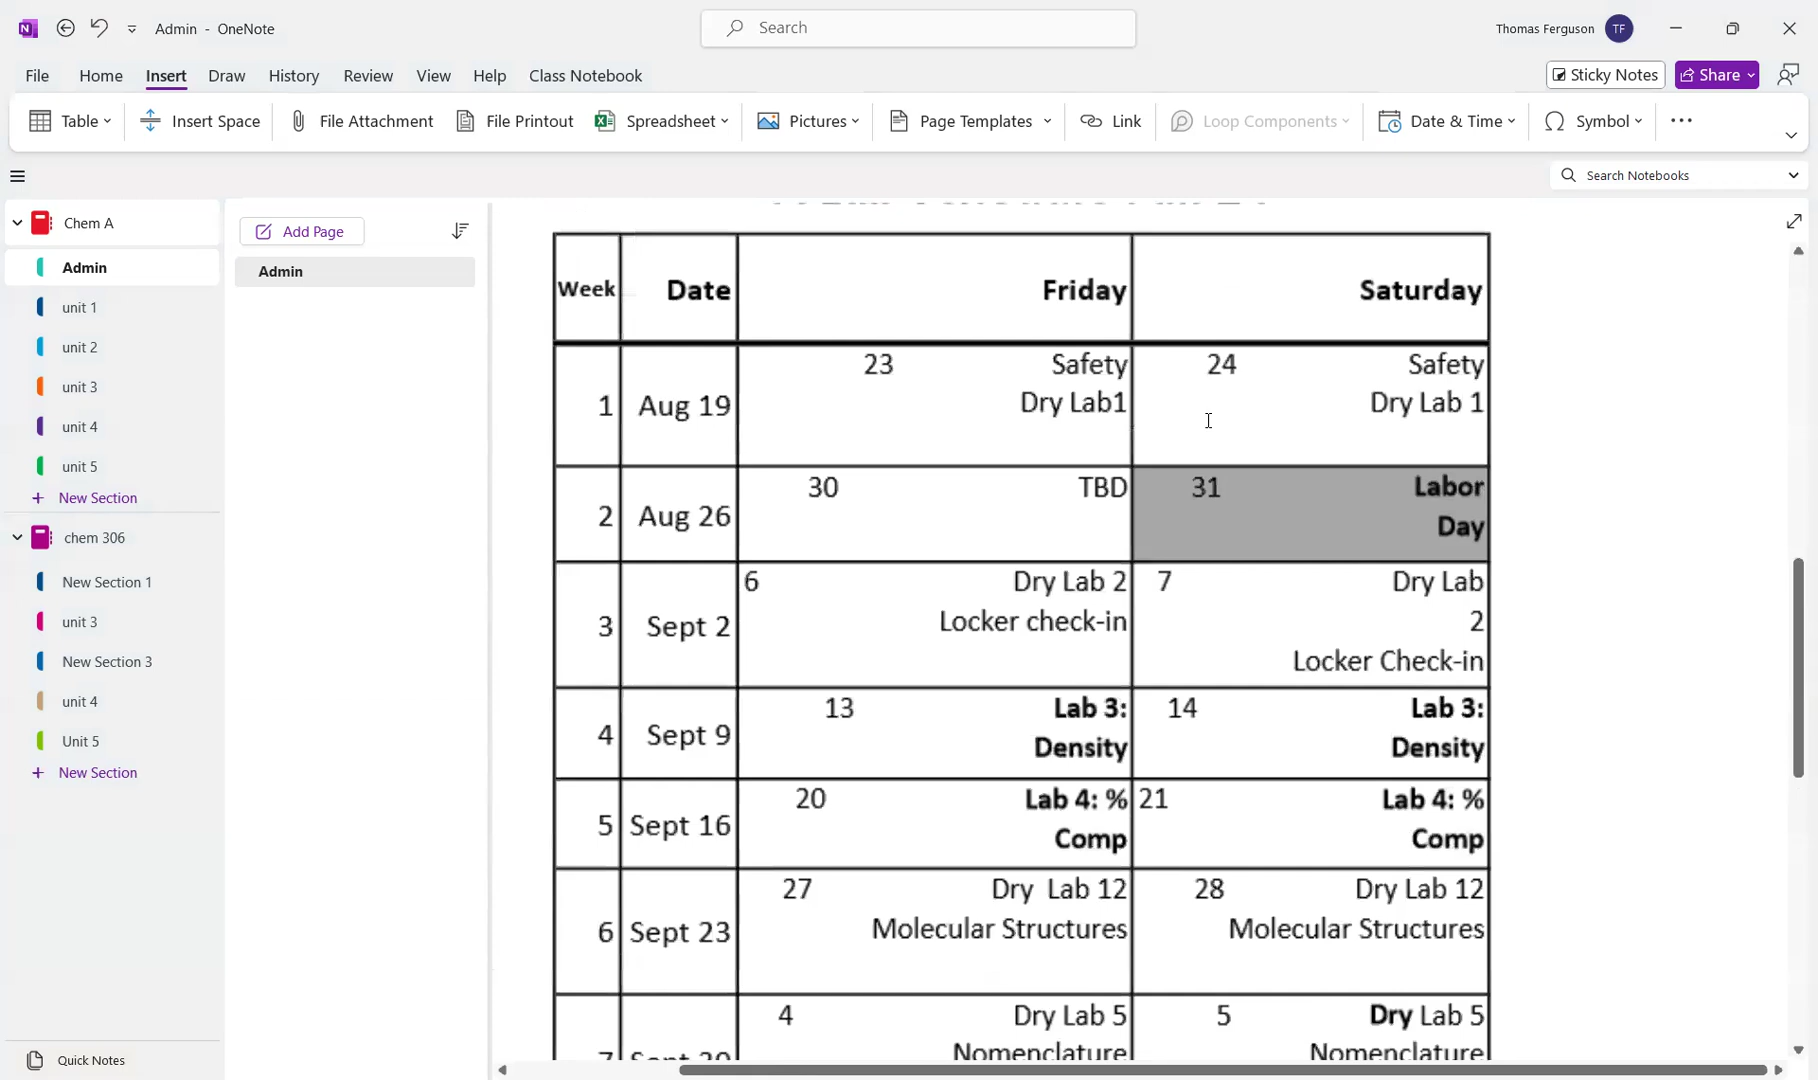 Admin - OneNote
Search
Thomas Ferguson
TF
File Home Insert Draw History Review View Help Class Notebook
Sticky Notes
Share
Table
Insert Space
File Attachment
File Printout
Spreadsheet
Pictures
Page Templates
Link
Loop Components
Date & Time
Symbol
Search Notebooks
Chem A
Admin
unit 1
unit 2
unit 3
unit 4
unit 5
+ New Section
chem 306
New Section 1
unit 3
New Section 3
unit 4
Unit 5
+ New Section
Quick Notes
Add Page
Admin
Week Date Friday Saturday
1 Aug 19
23 Safety
Dry Lab1
24 Safety
Dry Lab 1
2 Aug 26
30 TBD
31 Labor
Day
3 Sept 2
6 Dry Lab 2
Locker check-in
7 Dry Lab
2
Locker Check-in
4 Sept 9
13 Lab 3:
Density
14 Lab 3:
Density
5 Sept 16
20 Lab 4: %
Comp
21 Lab 4: %
Comp
6 Sept 23
27 Dry Lab 12
Molecular Structures
28 Dry Lab 12
Molecular Structures
4 Dry Lab 5
Nomenclature
5 Dry Lab 5
Nomenclature